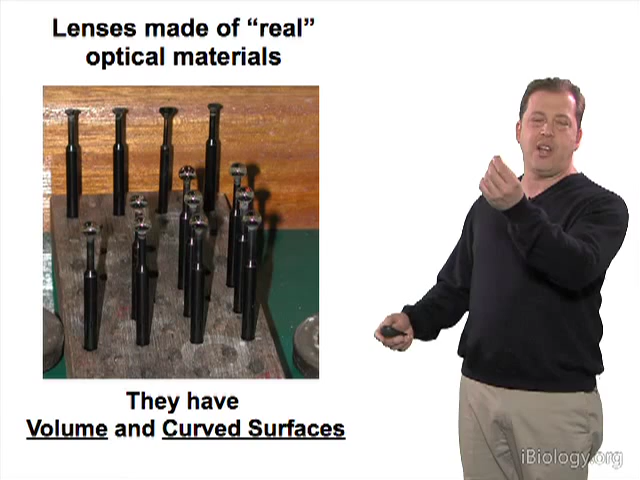 Lenses made of “real”
optical materials
They have
Volume and Curved Surfaces
iBiology.org